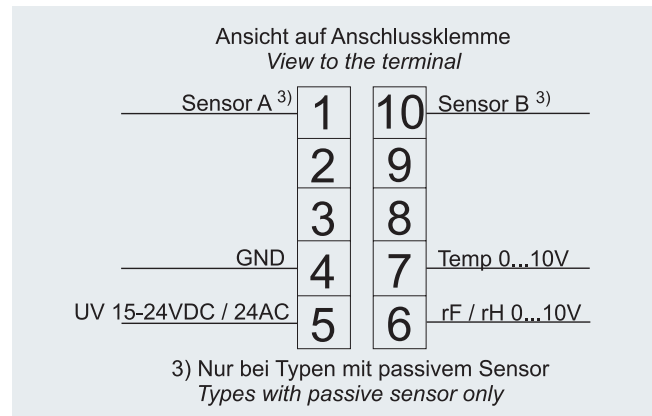 Ansicht auf Anschlussklemme
View to the terminal
Sensor A 3) 1 10 Sensor B 3)
2 9
3 8
GND 4 7 Temp 0...10V
UV 15-24VDC / 24AC 5 6 rF / rH 0...10V
3) Nur bei Typen mit passivem Sensor
Types with passive sensor only